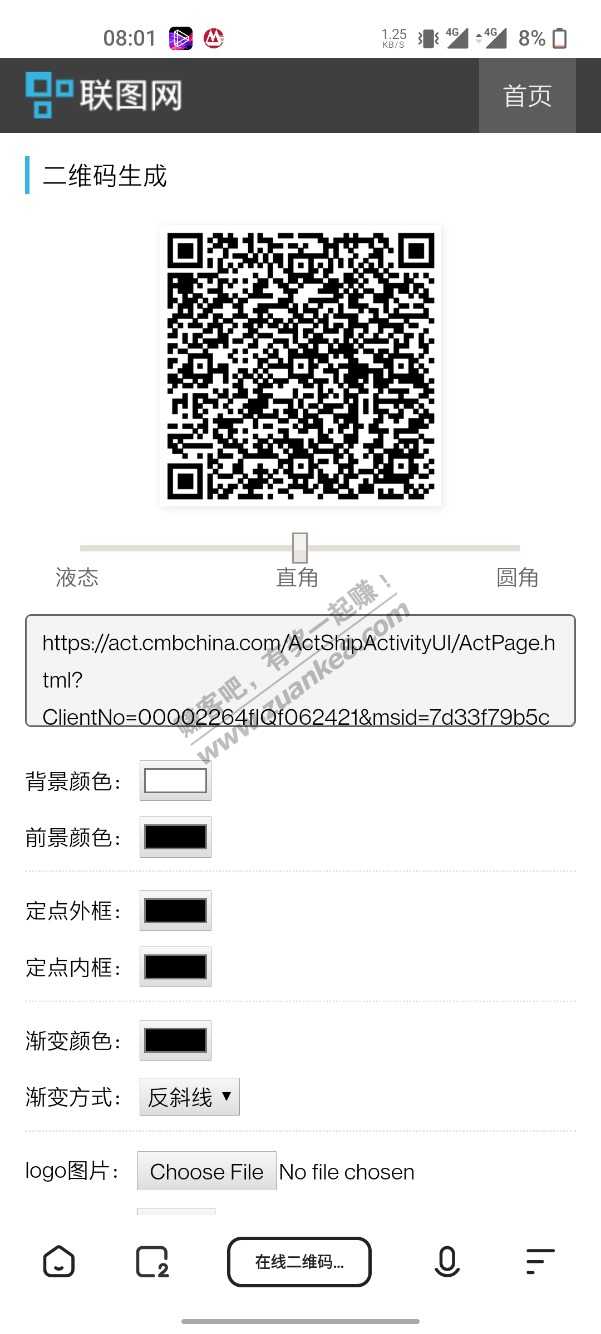 08:01
1.25
KB/S
4G
4G
8%
联图网
首页
二维码生成
液态
直角
圆角
https://act.cmbchina.com/ActShipActivityUI/ActPage.h
tml?
ClientNo=00002264fIQf062421&msid=7d33f79b5c
赚客吧，有奖一起赚！
www.zuanke8.com
背景颜色：
前景颜色：
定点外框：
定点内框：
渐变颜色：
渐变方式：
反斜线
logo图片：
Choose File
No file chosen
2
在线二维码...